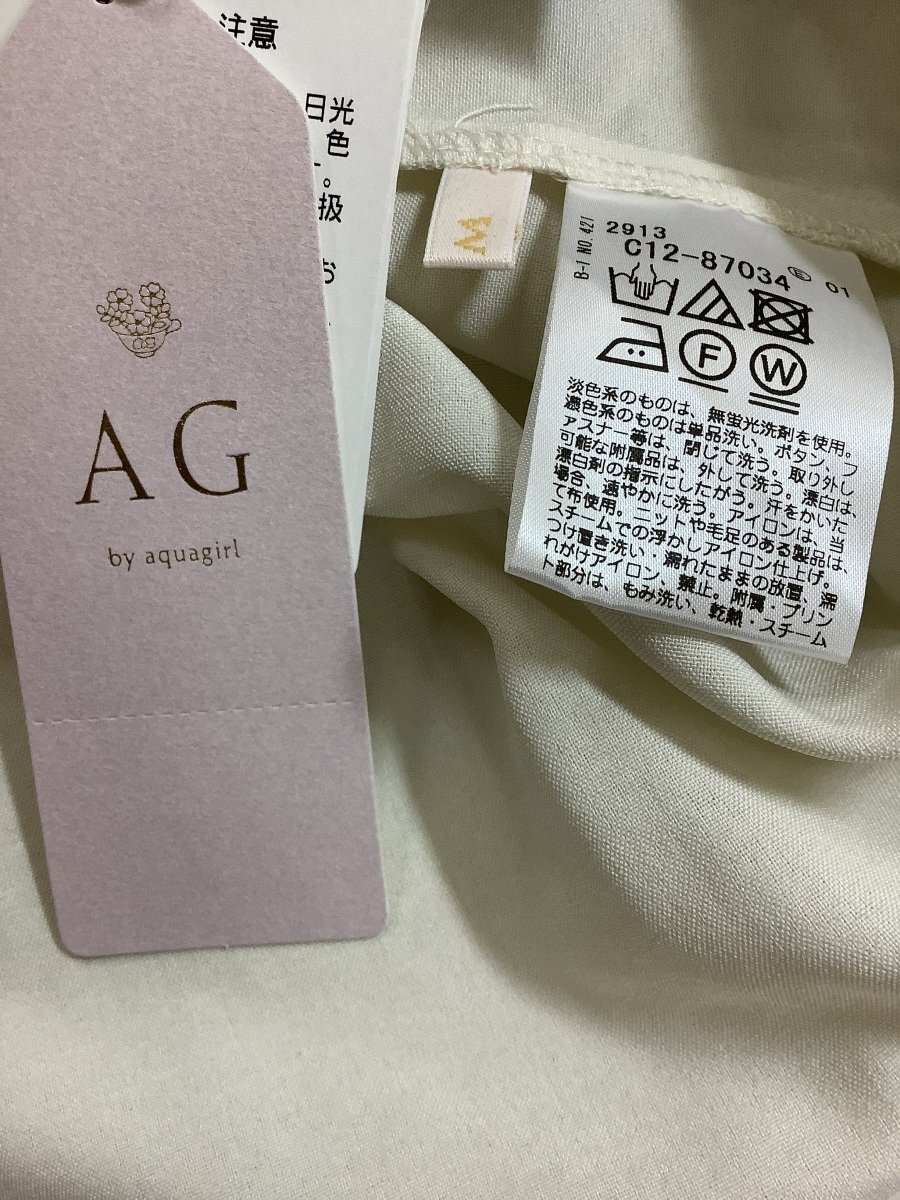 注意
日光
色
。
扱
お
AG
by aquagirl
M
B-1 NO. 421
2913
C12-87034 E 01
F
W
淡色系のものは、無蛍光洗剤を使用。
濃色系のものは単品洗い。ボタン、フ
ァスナー等は、閉じて洗う。取り外し
可能な附属品は、外して洗う。漂白は、
漂白剤の指示にしたがう。汗をかいた
場合、速やかに洗う。アイロンは、当
て布使用。ニットや毛足のある製品は、
スチームでの浮かしアイロン仕上げ。
つけ置き洗い・濡れたままの放置、濡
れがけアイロン、禁止。附属・プリン
ト部分は、もみ洗い、乾熱・スチーム